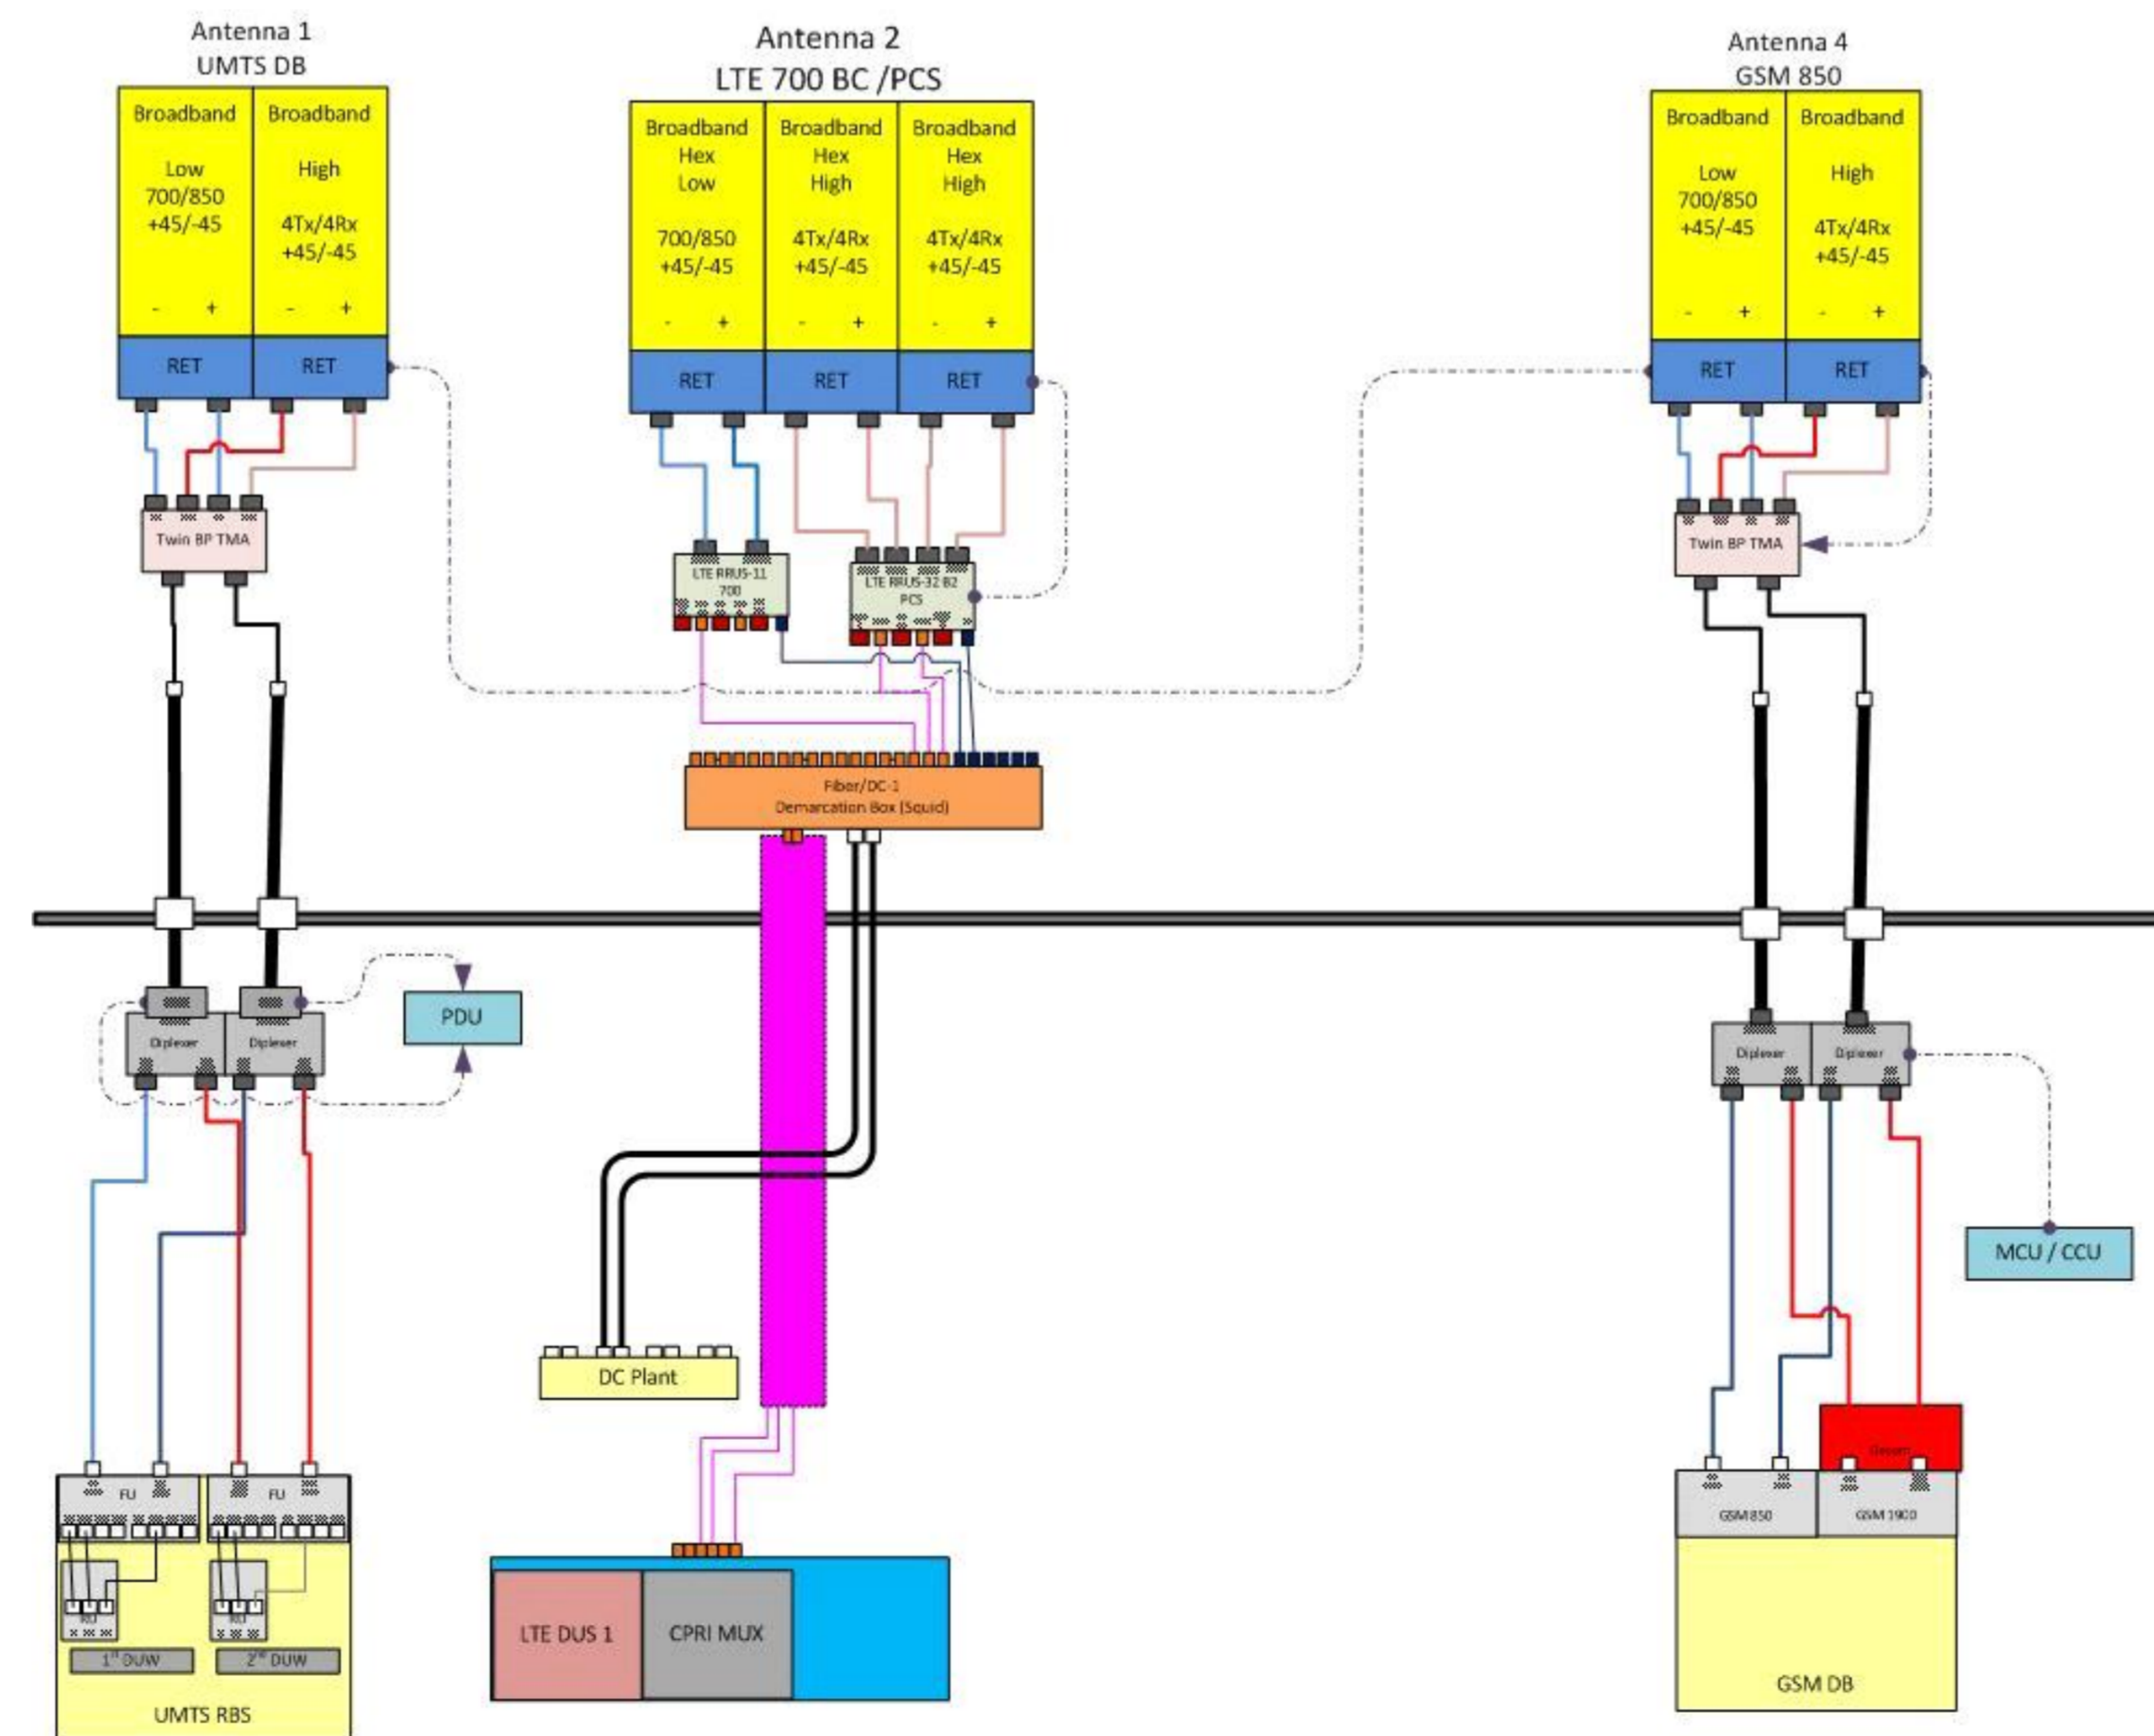 Antenna 1
UMTS DB
Broadband
Low
700/850
+45/-45
- +
Broadband
High
4Tx/4Rx
+45/-45
- +
RET
RET
Twin BP TMA
Antenna 2
LTE 700 BC /PCS
Broadband
Hex
Low
700/850
+45/-45
- +
Broadband
Hex
High
4Tx/4Rx
+45/-45
- +
Broadband
Hex
High
4Tx/4Rx
+45/-45
- +
RET
RET
RET
LTE RRUS-11
700
LTE RRUS-32 B2
PCS
Antenna 4
GSM 850
Broadband
Low
700/850
+45/-45
- +
Broadband
High
4Tx/4Rx
+45/-45
- +
RET
RET
Twin BP TMA
Fiber/DC-1
Demarcation Box (Squid)
Diplexer
Diplexer
PDU
Diplexer
Diplexer
MCU / CCU
DC Plant
FU
FU
RU
RU
1st DUW
2nd DUW
UMTS RBS
LTE DUS 1
CPRI MUX
GSM 850
GSM 1900
GSM DB